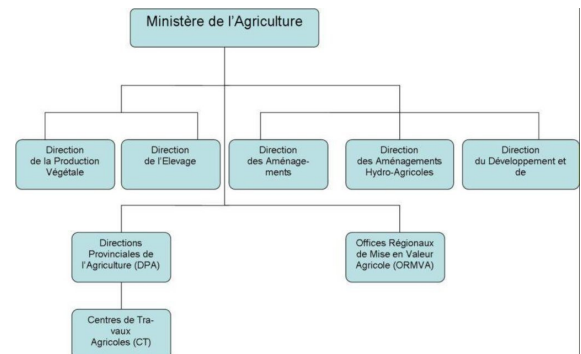 Ministère de l'Agriculture
Direction
de la Production
Végétale
Direction
de l'Elevage
Direction
des Aménage-
ments
Direction
des Aménagements
Hydro-Agricoles
Direction
du Développement et
de
Directions
Provinciales de
l'Agriculture (DPA)
Offices Régionaux
de Mise en Valeur
Agricole (ORMVA)
Centres de Tra-
vaux
Agricoles (CT)